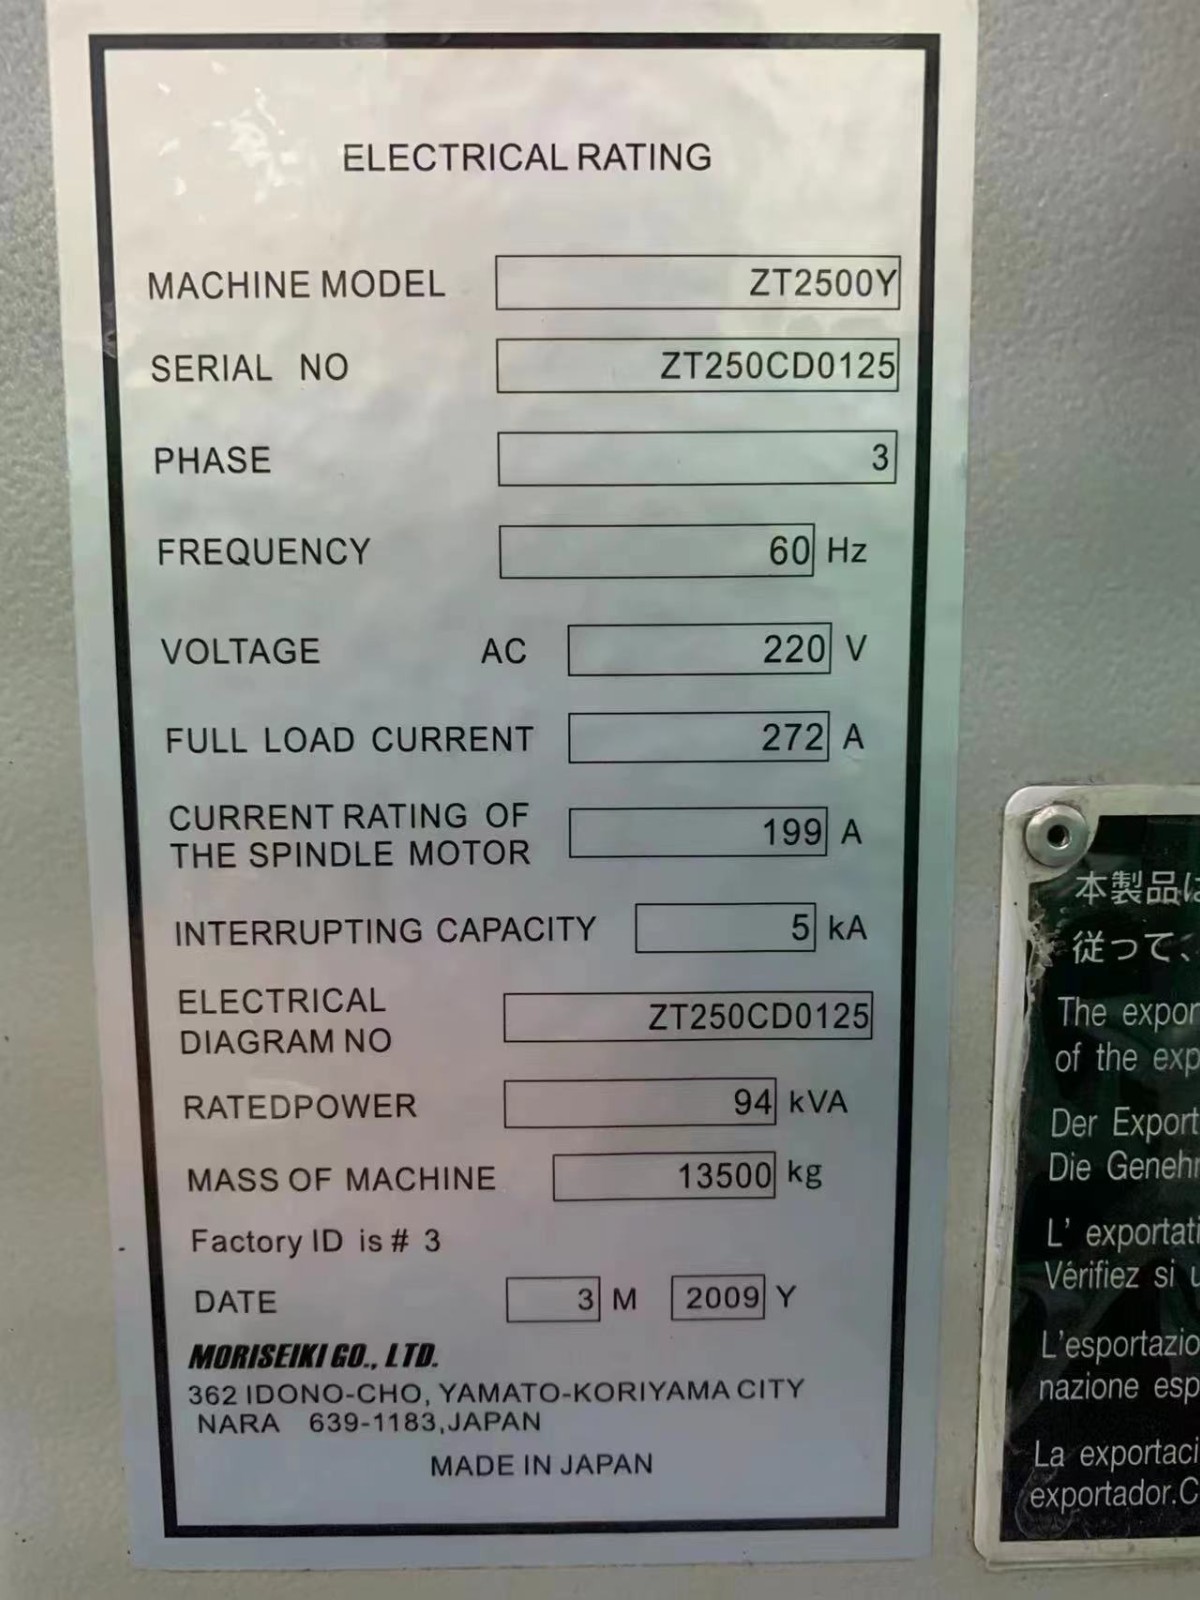 ELECTRICAL RATING
MACHINE MODEL ZT2500Y
SERIAL NO ZT250CD0125
PHASE 3
FREQUENCY 60 Hz
VOLTAGE AC 220 V
FULL LOAD CURRENT 272 A
CURRENT RATING OF
THE SPINDLE MOTOR 199 A
INTERRUPTING CAPACITY 5 kA
ELECTRICAL
DIAGRAM NO ZT250CD0125
RATEDPOWER 94 kVA
MASS OF MACHINE 13500 kg
Factory ID is # 3
DATE 3 M 2009 Y
MORISEIKI GO., LTD.
362 IDONO-CHO, YAMATO-KORIYAMA CITY
NARA 639-1183,JAPAN
MADE IN JAPAN
本製品は
従って、
The expor
of the exp
Der Export
Die Genehm
L' exportati
Vérifiez si u
L'esportazio
nazione esp
La exportaci
exportador.C